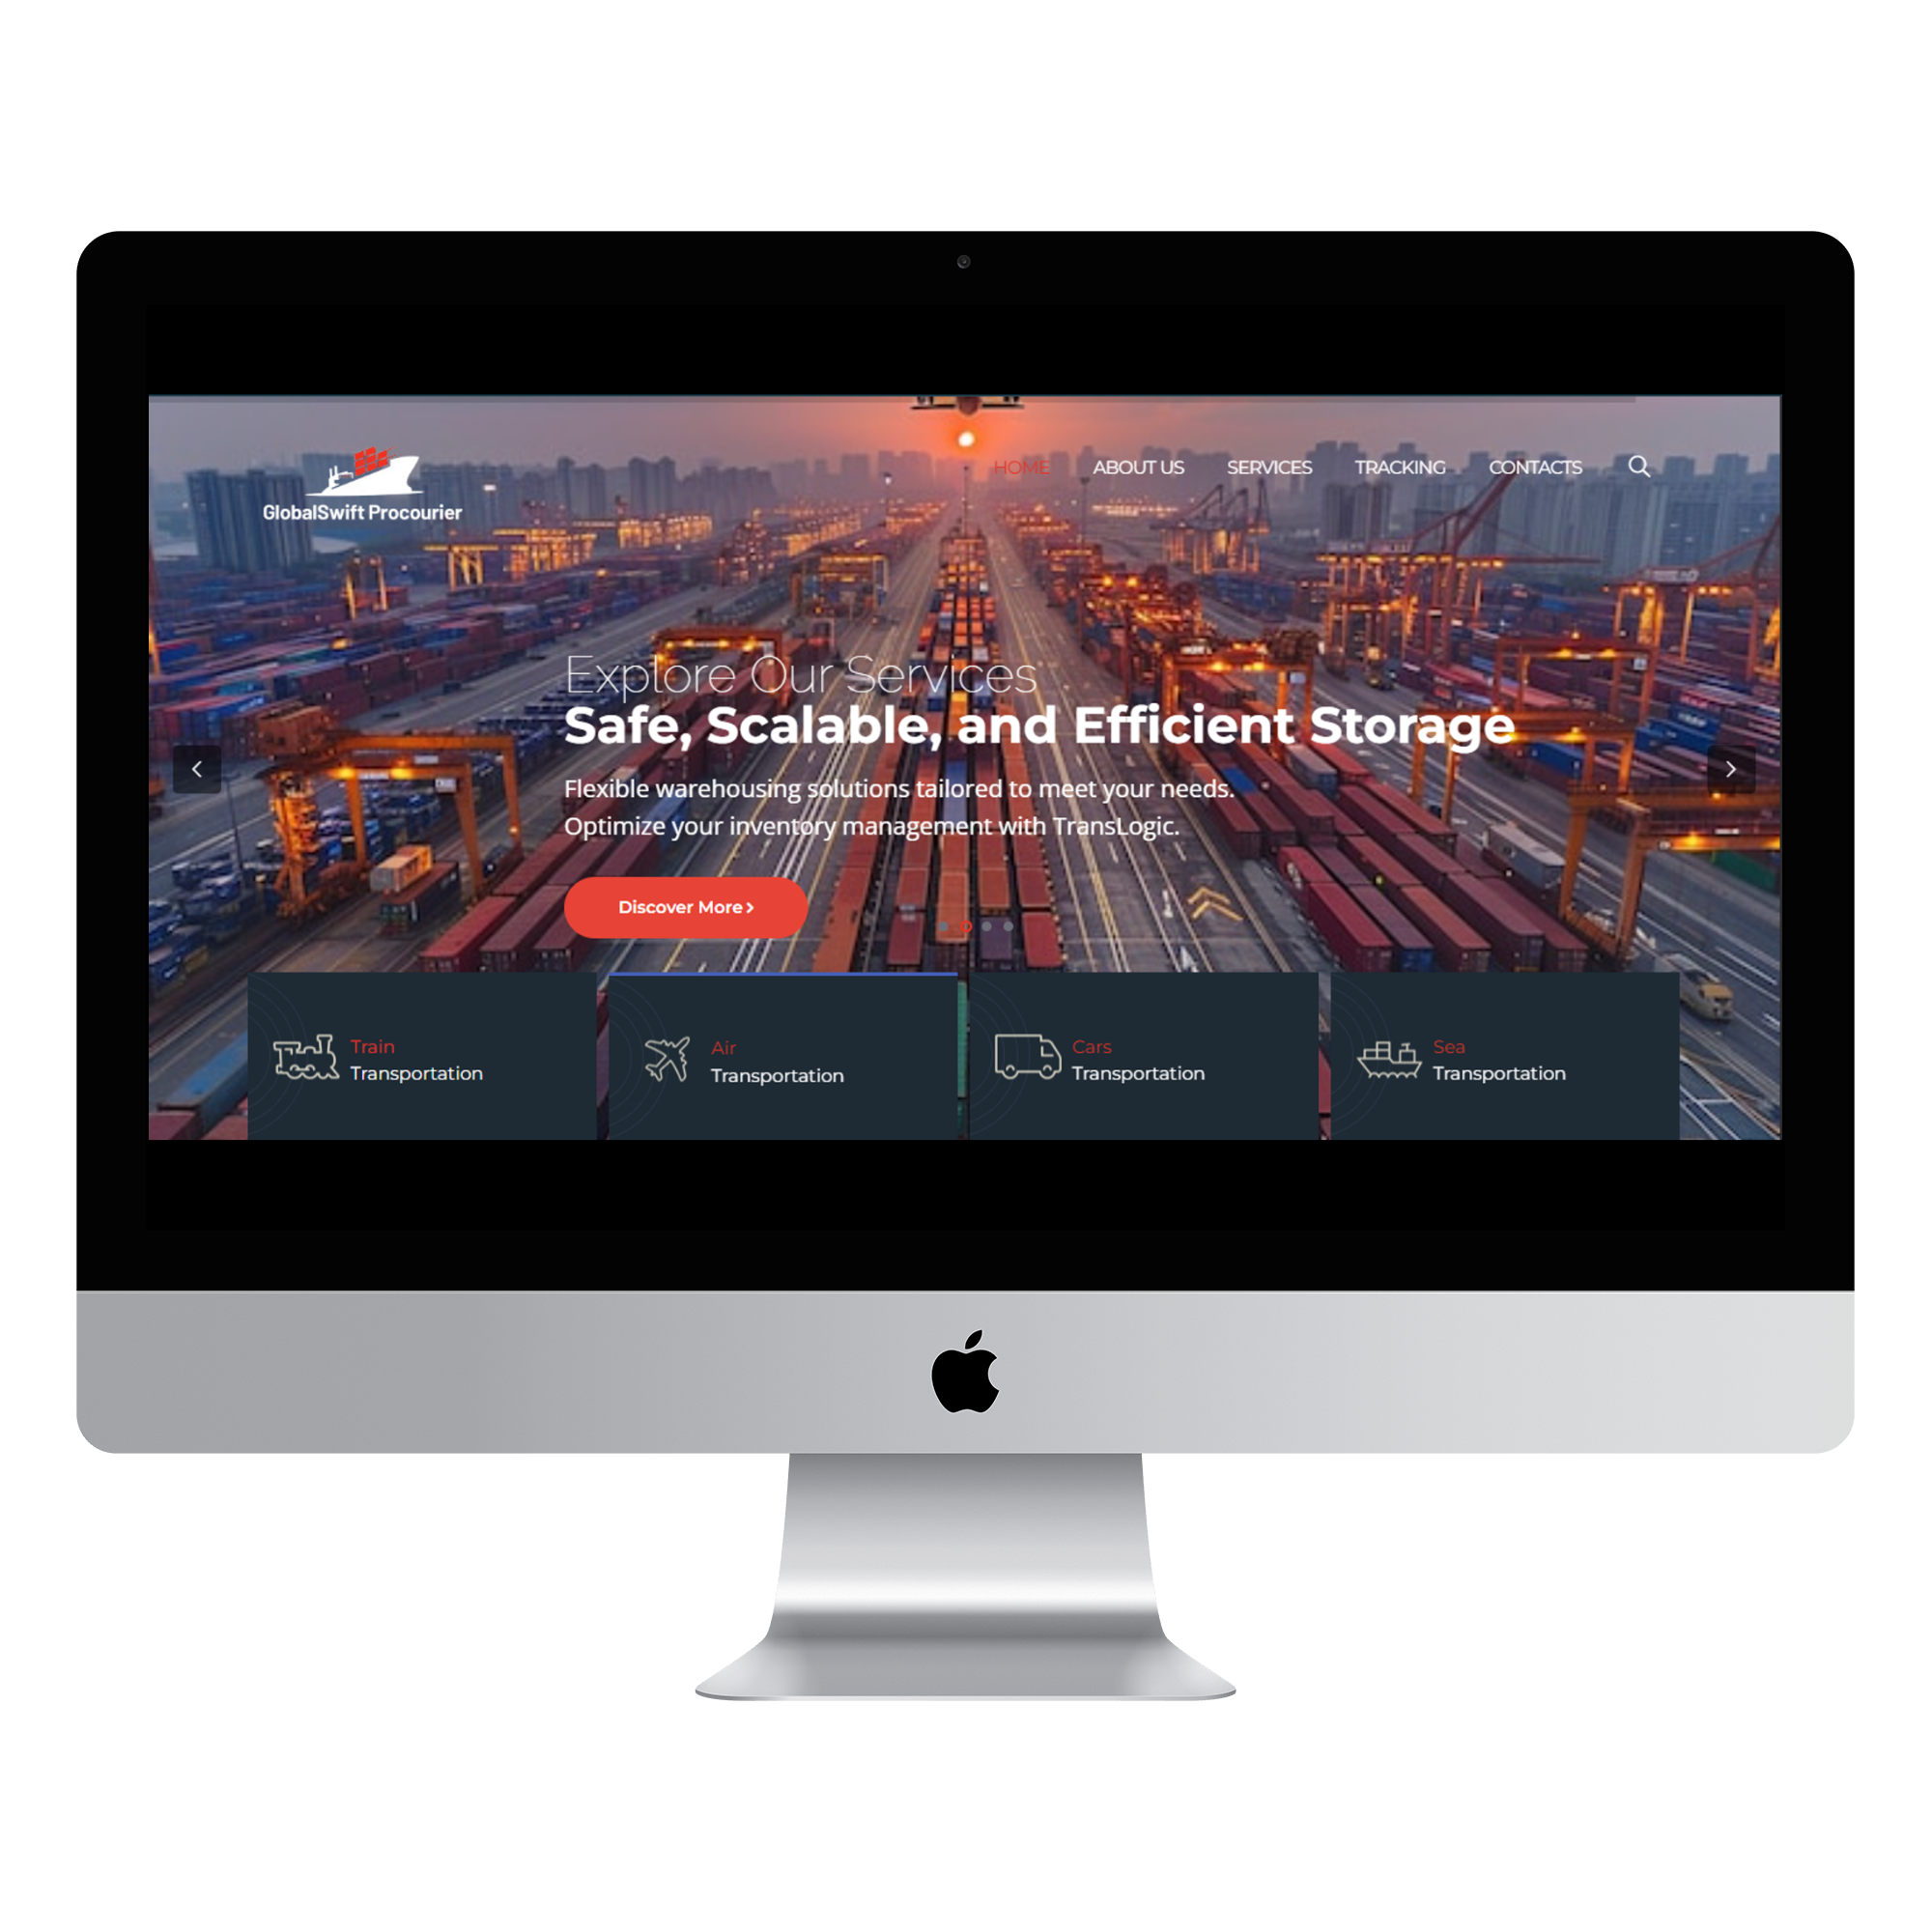 GlobalSwift Procourier
HOME ABOUT US SERVICES TRACKING CONTACTS
Explore Our Services
Safe, Scalable, and Efficient Storage
Flexible warehousing solutions tailored to meet your needs.
Optimize your inventory management with TransLogic.
Discover More
Train
Transportation
Air
Transportation
Cars
Transportation
Sea
Transportation